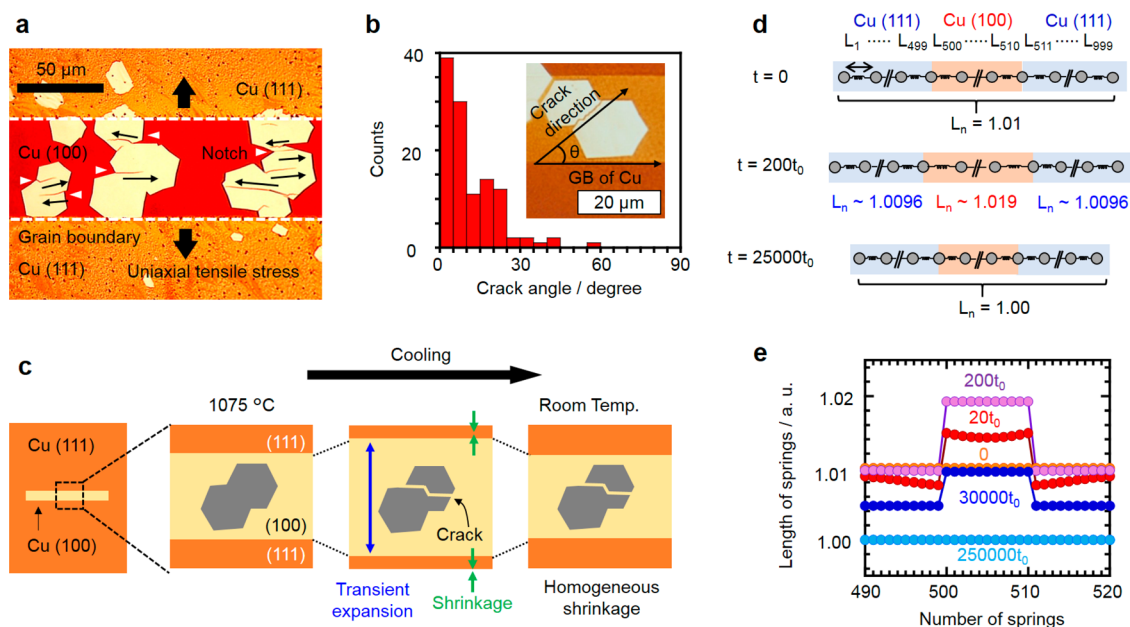 a
50 µm
Cu (111)
Cu (100)
Notch
Grain boundary
Cu (111)
Uniaxial tensile stress
b
Counts
40
20
0
Crack direction
θ
GB of Cu
20 µm
0
30
60
90
Crack angle / degree
c
Cooling
1075 °C
Room Temp.
Cu (111)
Cu (100)
(111)
(100)
(111)
Crack
Transient
expansion
Shrinkage
Homogeneous
shrinkage
d
Cu (111) Cu (100) Cu (111)
L1 ····· L499 L500 ····· L510 L511 ····· L999
t = 0
Ln = 1.01
t = 200t0
Ln ~ 1.0096 Ln ~ 1.019 Ln ~ 1.0096
t = 25000t0
Ln = 1.00
e
Length of springs / a. u.
1.02
1.01
1.00
200t0
20t0
0
30000t0
250000t0
490 500 510 520
Number of springs